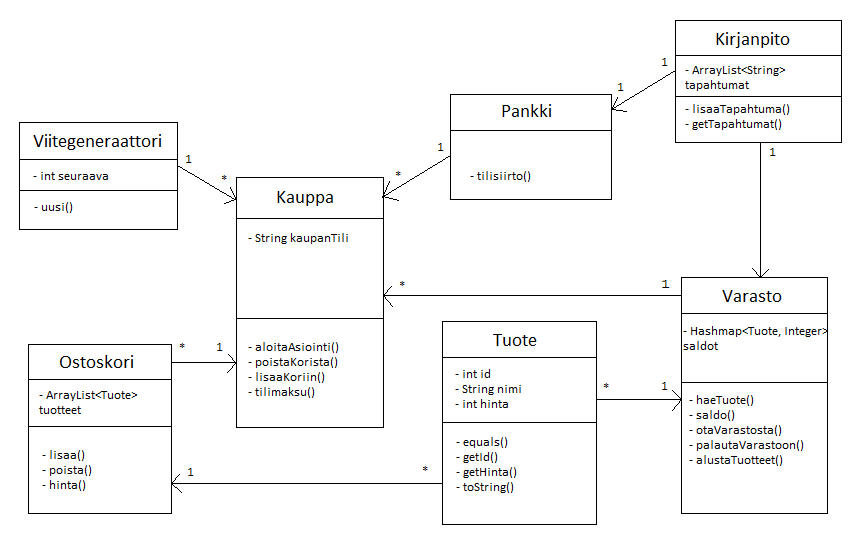 Kirjanpito
- ArrayList<String>
tapahtumat
- lisaaTapahtuma()
- getTapahtumat()
1
1
1
Pankki
- tilisiirto()
1
*
Viitegeneraattori
- int seuraava
- uusi()
1
*
Kauppa
- String kaupanTili
- aloitaAsiointi()
- poistaKorista()
- lisaaKoriin()
- tilimaksu()
*
1
Varasto
- Hashmap<Tuote, Integer>
saldot
- haeTuote()
- saldo()
- otaVarastosta()
- palautaVarastoon()
- alustaTuotteet()
Tuote
- int id
- String nimi
- int hinta
- equals()
- getId()
- getHinta()
- toString()
*
1
Ostoskori
- ArrayList<Tuote>
tuotteet
- lisaa()
- poista()
- hinta()
*
1
1
*